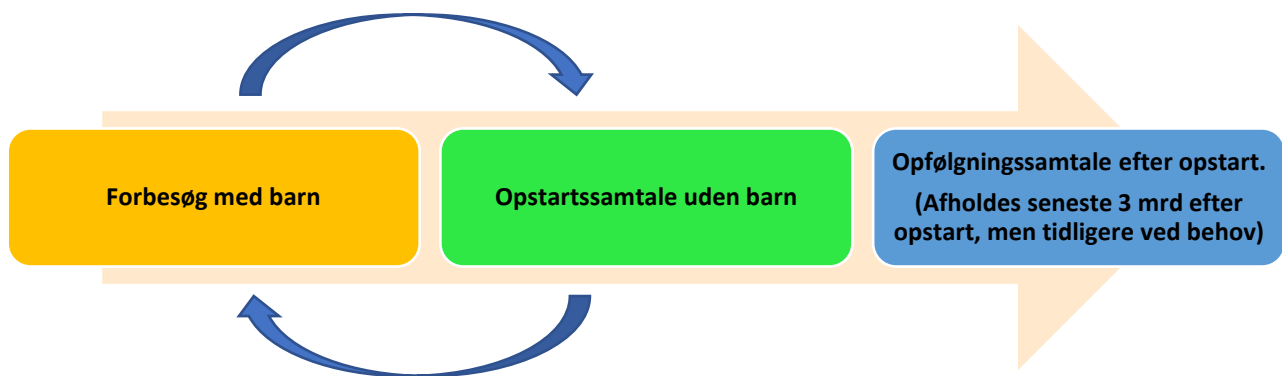 Forbesøg med barn
Opstartssamtale uden barn
Opfølgningssamtale efter opstart.
(Afholdes seneste 3 mrd efter
opstart, men tidligere ved behov)